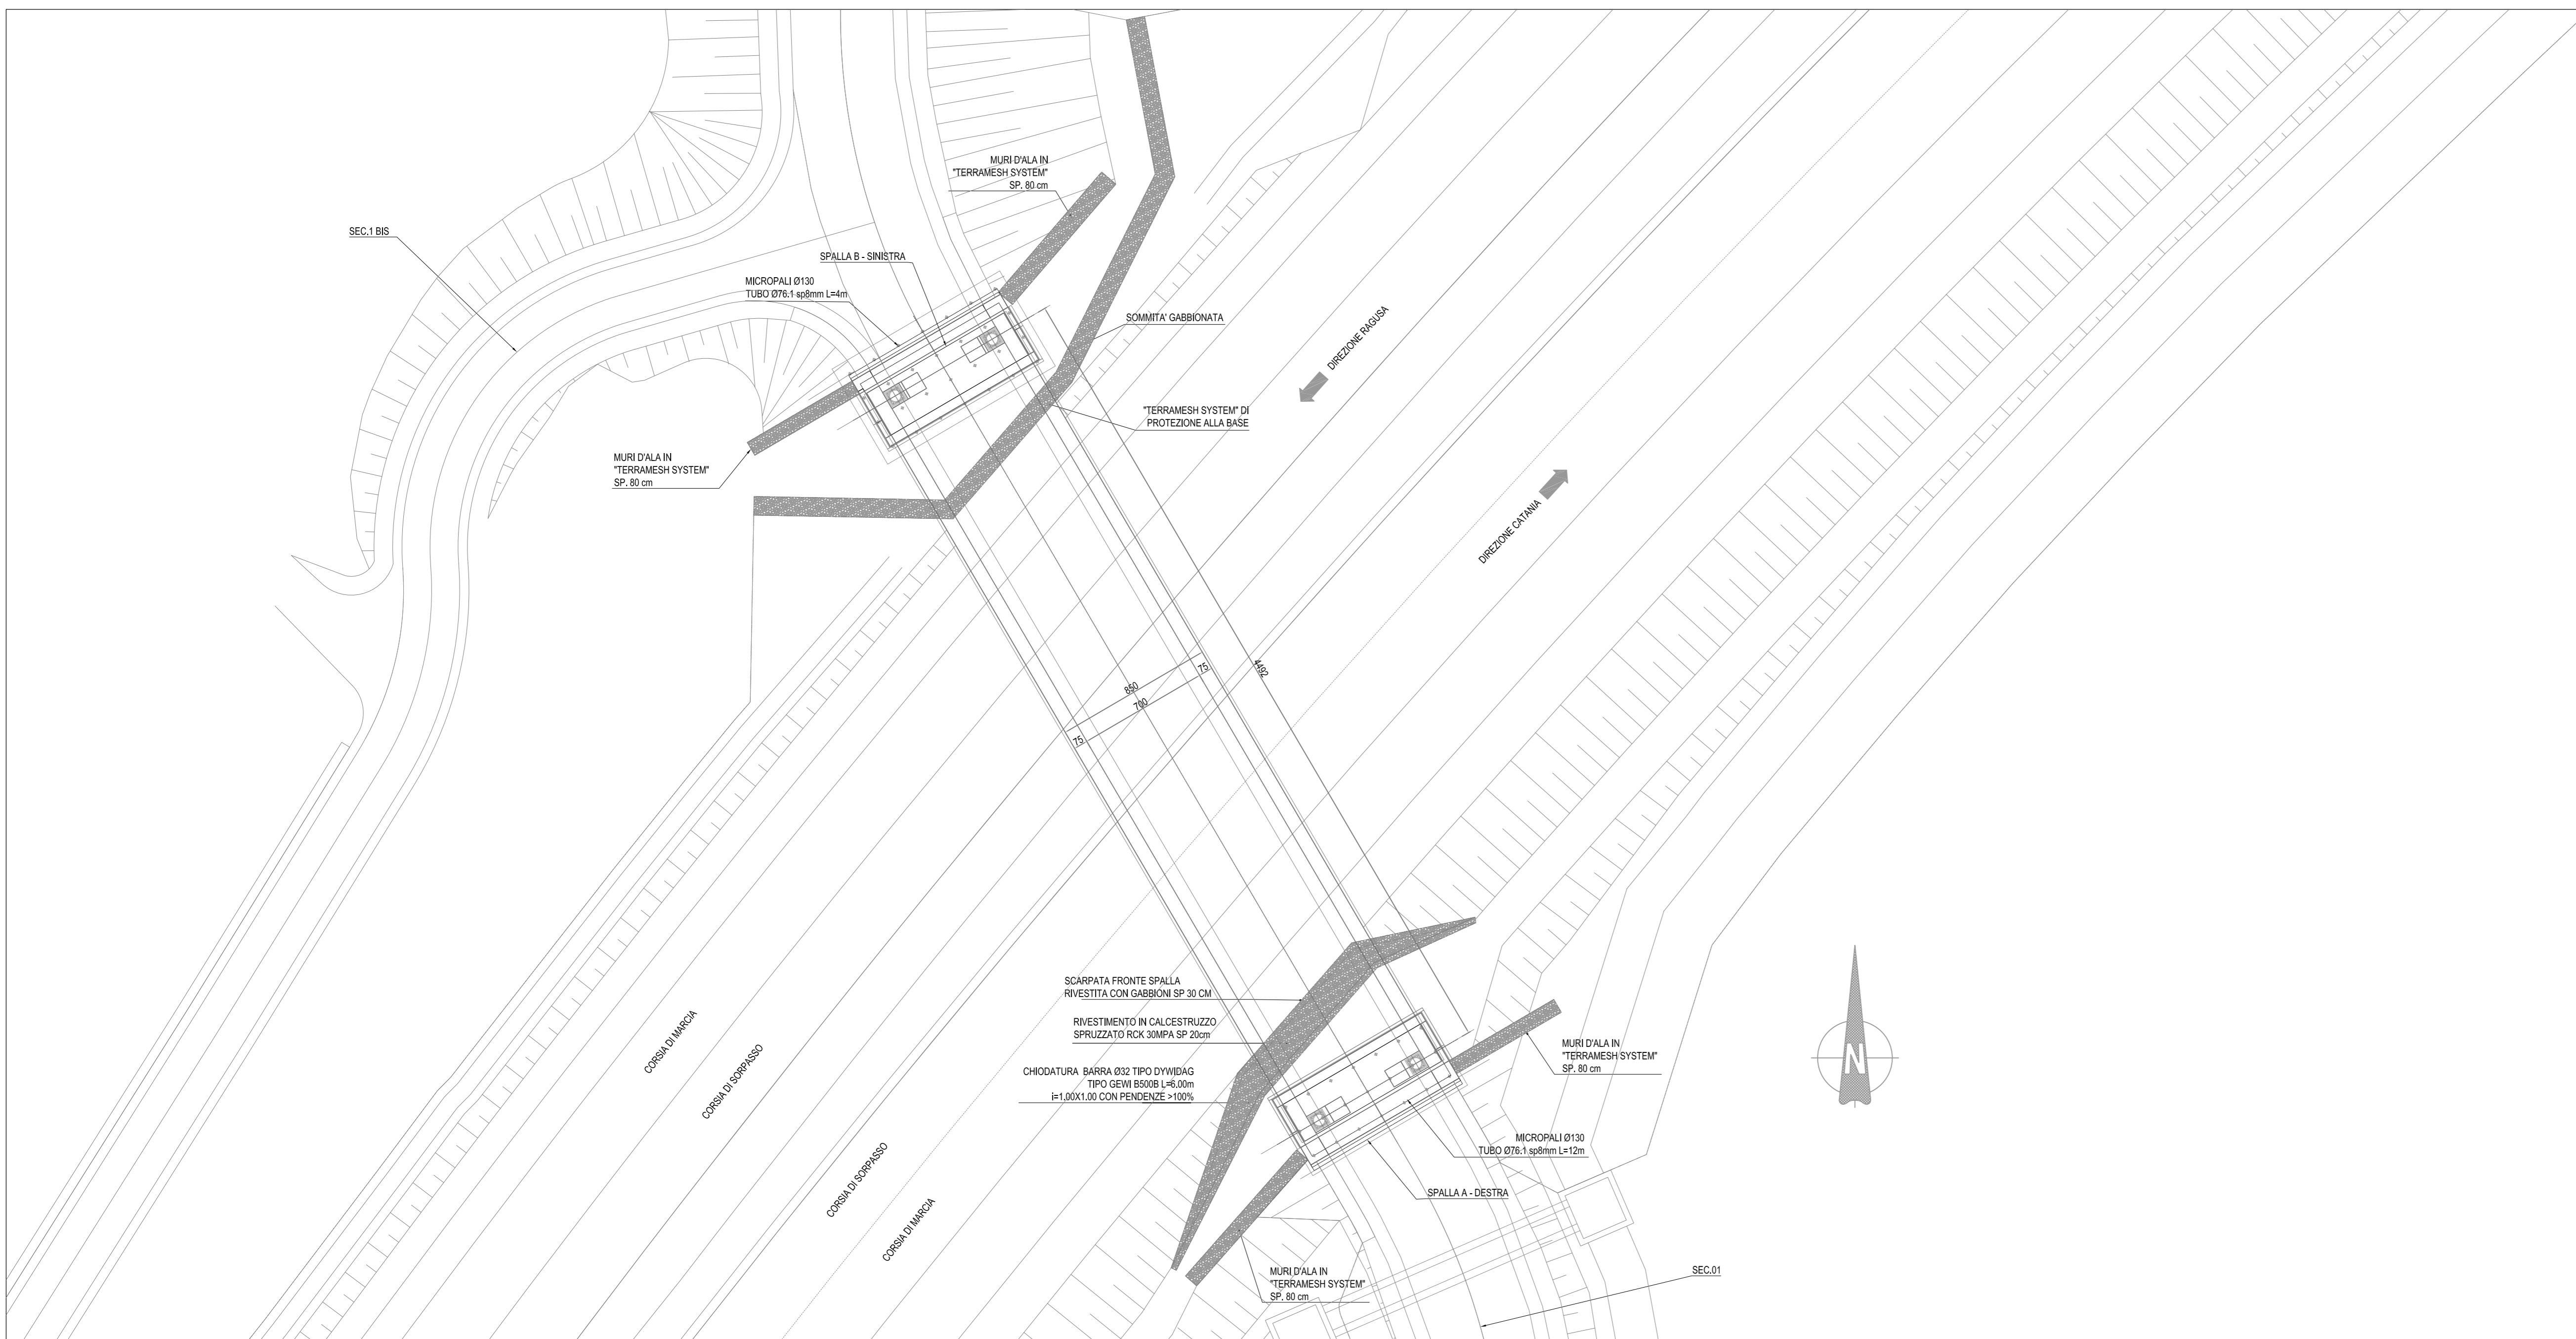 MURI D'ALA IN
"TERRAMESH SYSTEM"
SP. 80 cm
SEC.1 BIS
SPALLA B - SINISTRA
MICROPALI Ø130
TUBO Ø76.1 sp8mm L=4m
SOMMITA' GABBIONATA
DIREZIONE RAGUSA
"TERRAMESH SYSTEM" DI
PROTEZIONE ALLA BASE
MURI D'ALA IN
"TERRAMESH SYSTEM"
SP. 80 cm
DIREZIONE CATANIA
4492
850
75
700
75
SCARPATA FRONTE SPALLA
RIVESTITA CON GABBIONI SP 30 CM
RIVESTIMENTO IN CALCESTRUZZO
SPRUZZATO RCK 30MPA SP 20cm
CHIODATURA BARRA Ø32 TIPO DYWIDAG
TIPO GEWI B500B L=6.00m
i=1,00X1,00 CON PENDENZE >100%
CORSIA DI MARCIA
CORSIA DI SORPASSO
CORSIA DI SORPASSO
CORSIA DI MARCIA
MURI D'ALA IN
"TERRAMESH SYSTEM"
SP. 80 cm
N
MICROPALI Ø130
TUBO Ø76.1 sp8mm L=12m
SPALLA A - DESTRA
MURI D'ALA IN
"TERRAMESH SYSTEM"
SP. 80 cm
SEC.01